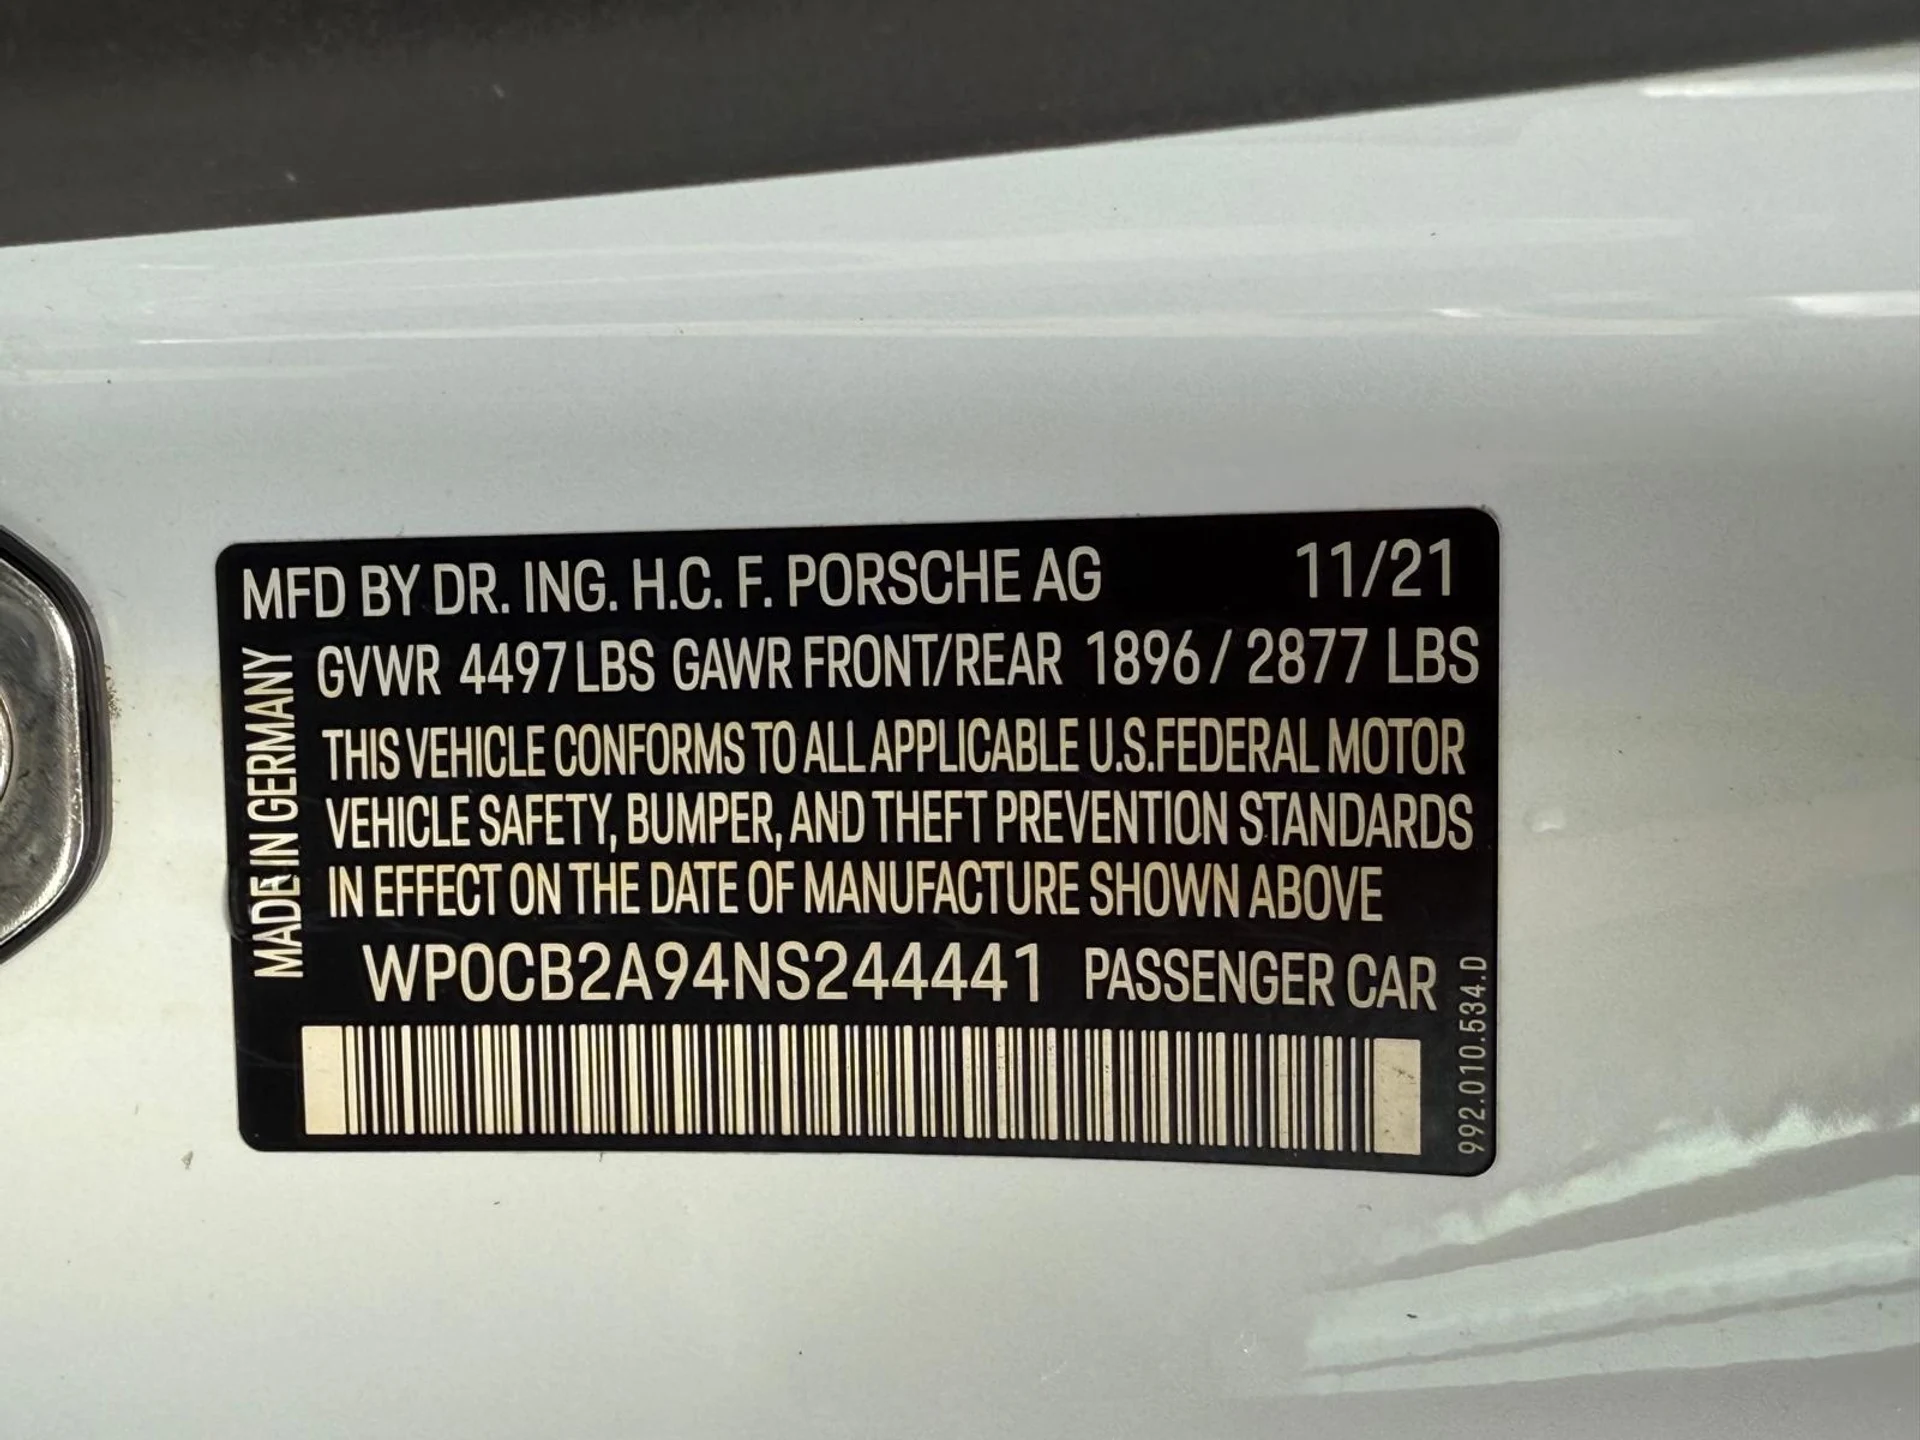 MFD BY DR. ING. H.C. F. PORSCHE AG 11/21
GVWR 4497 LBS GAWR FRONT/REAR 1896 / 2877 LBS
THIS VEHICLE CONFORMS TO ALL APPLICABLE U.S.FEDERAL MOTOR
VEHICLE SAFETY, BUMPER, AND THEFT PREVENTION STANDARDS
IN EFFECT ON THE DATE OF MANUFACTURE SHOWN ABOVE
WP0CB2A94NS244441 PASSENGER CAR
MADE IN GERMANY
992.010.534.D